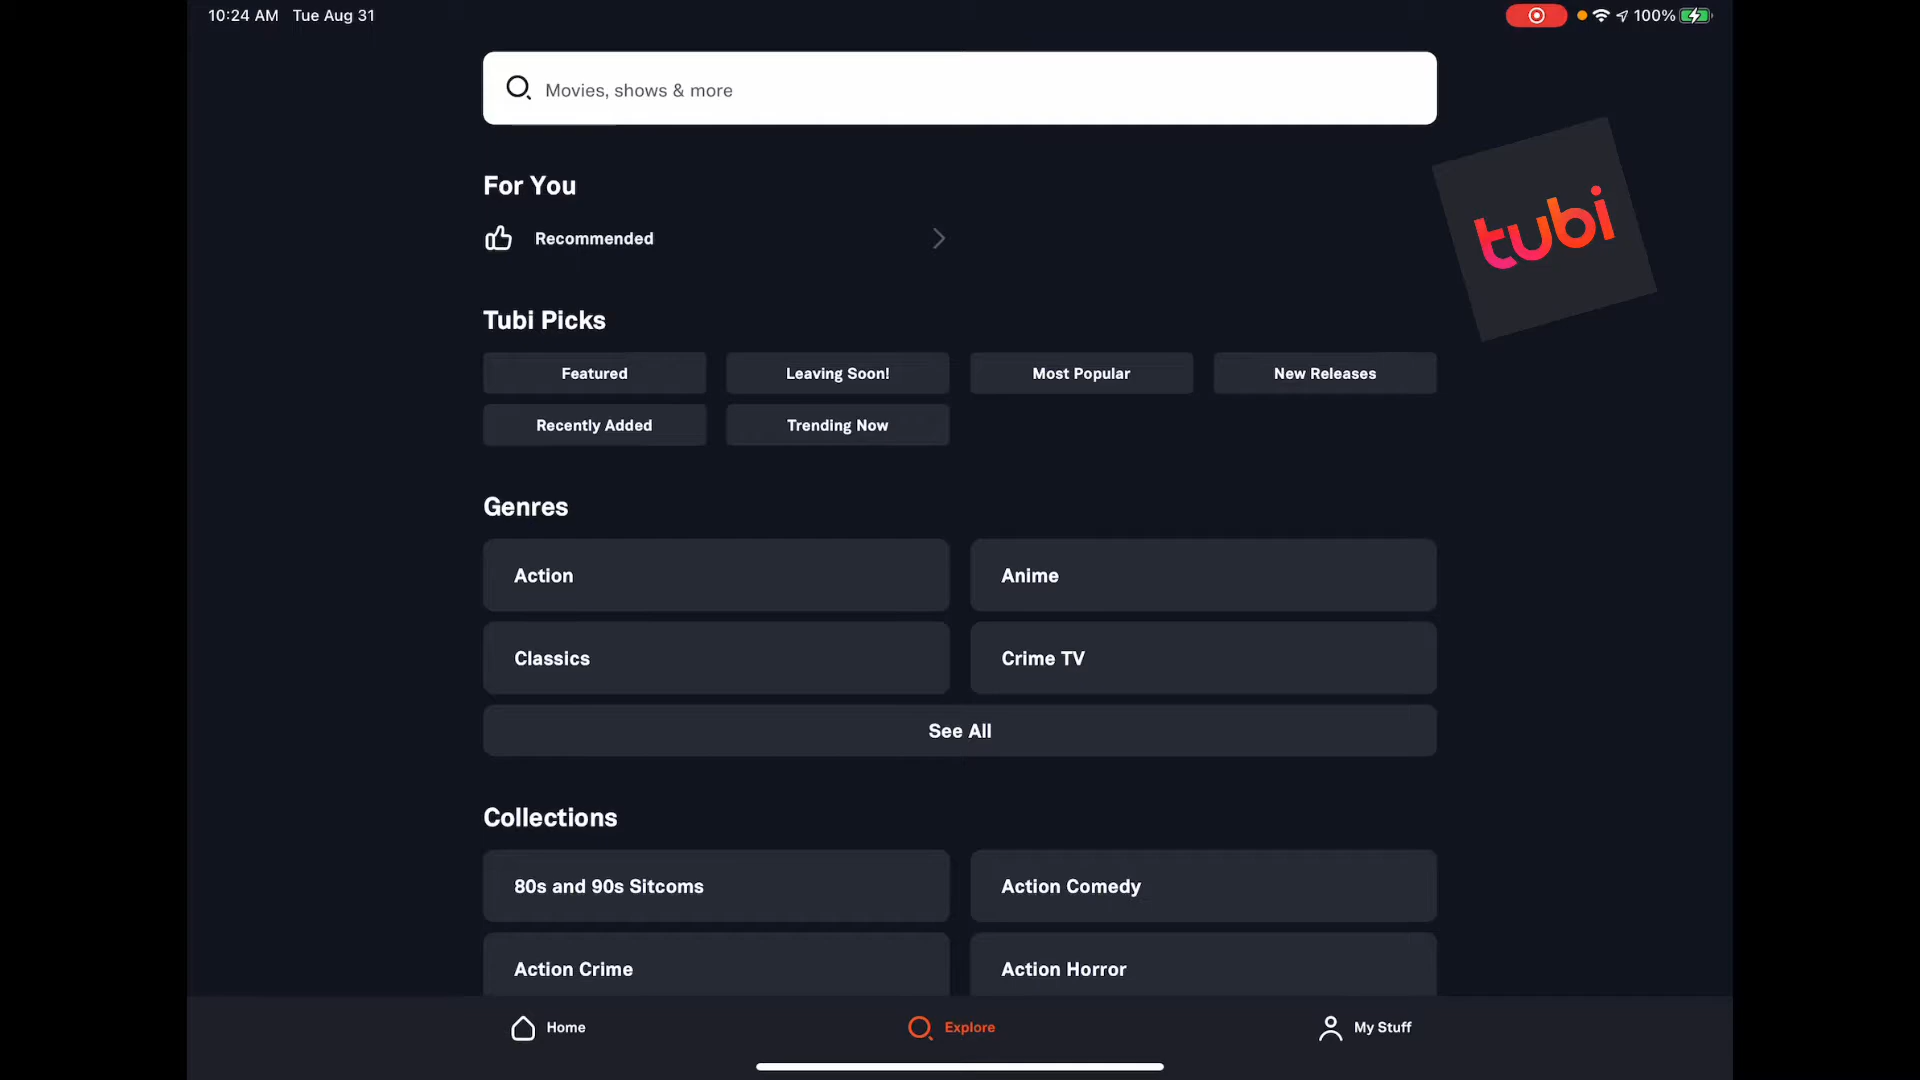 10:24 AM Tue Aug 31
100%
Movies, shows & more
For You
Recommended
tubi
Tubi Picks
Featured
Leaving Soon!
Most Popular
New Releases
Recently Added
Trending Now
Genres
Action
Anime
Classics
Crime TV
See All
Collections
80s and 90s Sitcoms
Action Comedy
Action Crime
Action Horror
Home
Explore
My Stuff